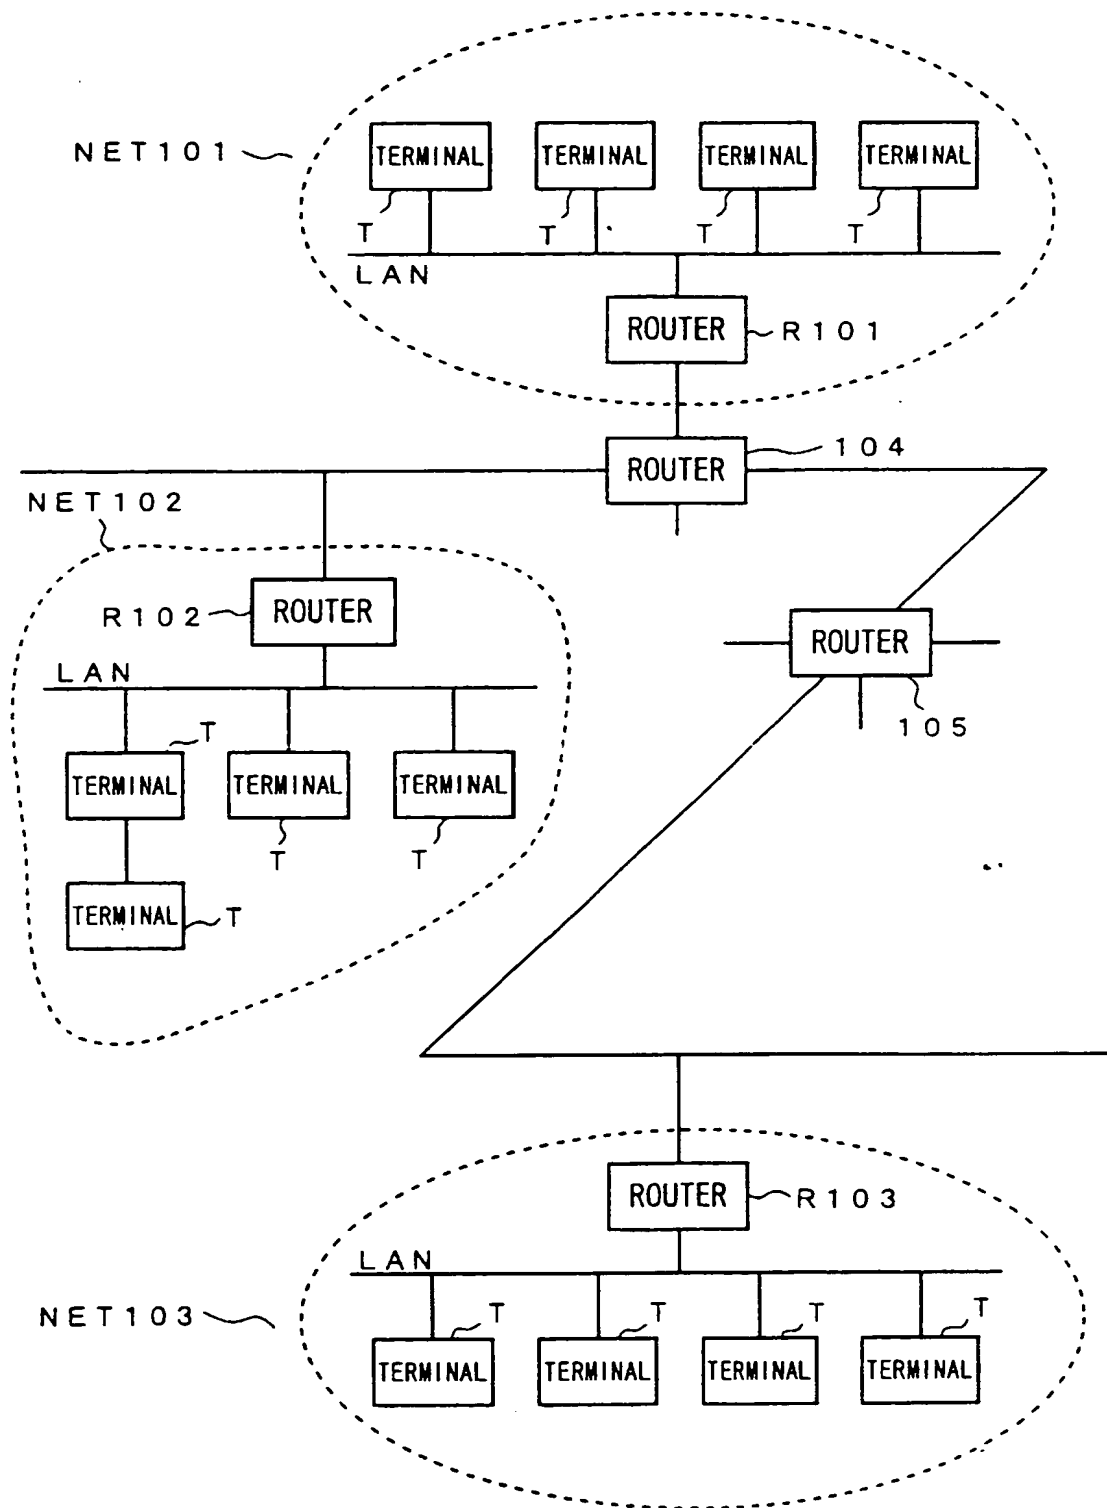 NET101
TERMINAL TERMINAL TERMINAL TERMINAL
T T T T
LAN
ROUTER R101
ROUTER 104
NET102
R102 ROUTER
ROUTER
105
LAN
T
TERMINAL TERMINAL TERMINAL
T T
TERMINAL T
ROUTER R103
LAN
NET103
T T T T
TERMINAL TERMINAL TERMINAL TERMINAL